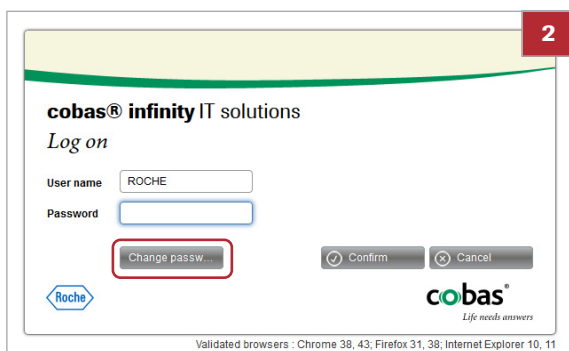 2
cobas® infinity IT solutions
Log on
User name ROCHE
Password
Change passw...
Confirm
Cancel
Roche
cobas®
Life needs answers
Validated browsers : Chrome 38, 43; Firefox 31, 38; Internet Explorer 10, 11